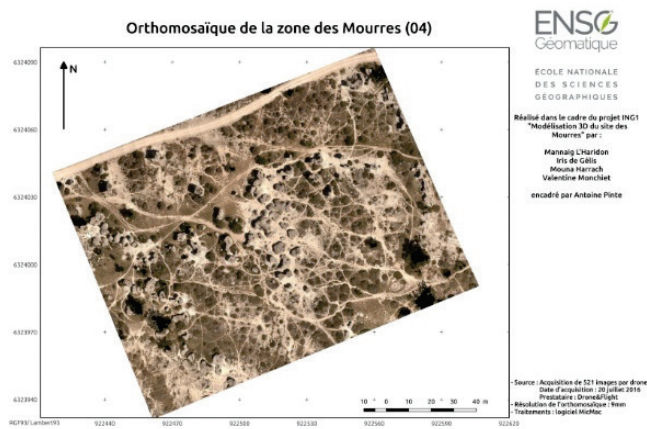 Orthomosaïque de la zone des Mourres (04)
ENSG
Géomatique
ÉCOLE NATIONALE
DES SCIENCES
GÉOGRAPHIQUES
Réalisé dans le cadre du projet ING1
"Modélisation 3D du site des
Mourres" par :
Mannaig L'Haridon
Iris de Gélis
Mouna Harrach
Valentine Monchiet
encadré par Antoine Pinte
N
6324090
6324060
6324030
6324000
6323970
6323940
10 0 10 20 30 40 m
- Source : Acquisition de 521 images par drone
Date d'acquisition : 20 juillet 2016
Prestataire : Drone&Flight
- Résolution de l'orthomosaïque : 9mm
- Traitements : logiciel MicMac
RGF93/ Lambert93
922440 922470 922500 922530 922560 922590 922620